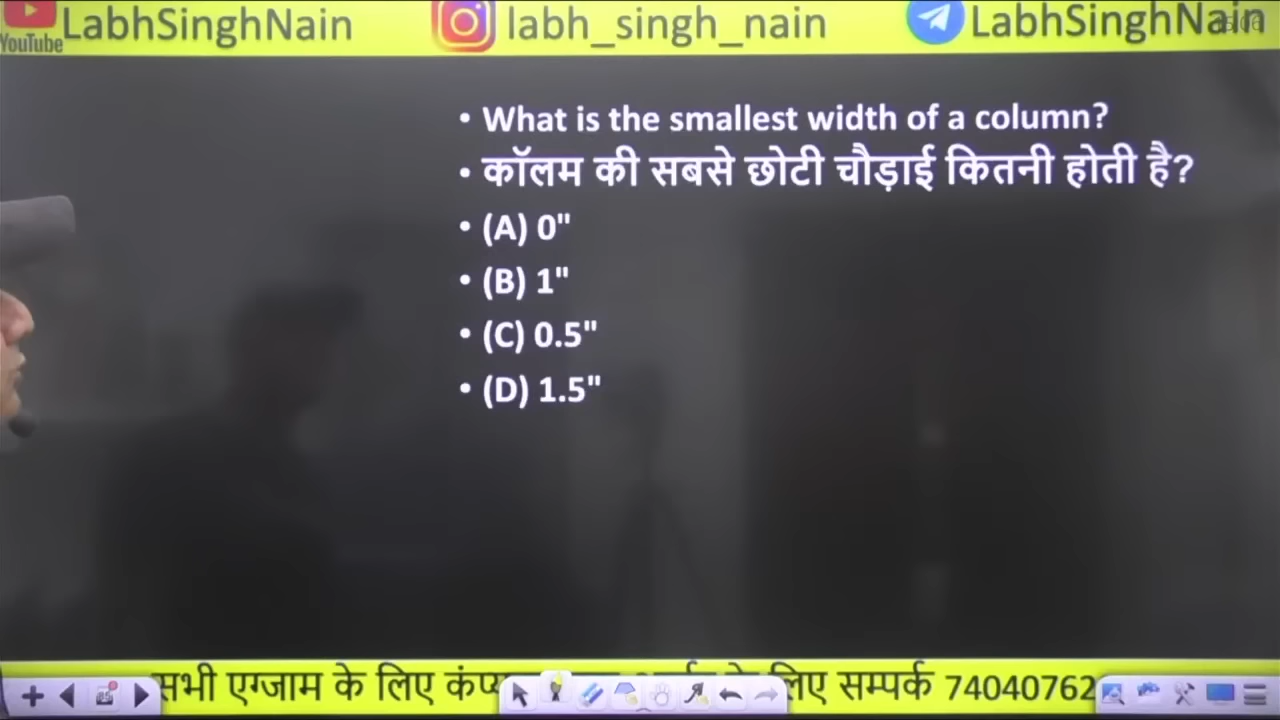 YouTube LabhSinghNain labh_singh_nain LabhSinghNain
• What is the smallest width of a column?
• कॉलम की सबसे छोटी चौड़ाई कितनी होती है?
• (A) 0"
• (B) 1"
• (C) 0.5"
• (D) 1.5"
सभी एग्जाम के लिए लिए सम्पर्क 74040762